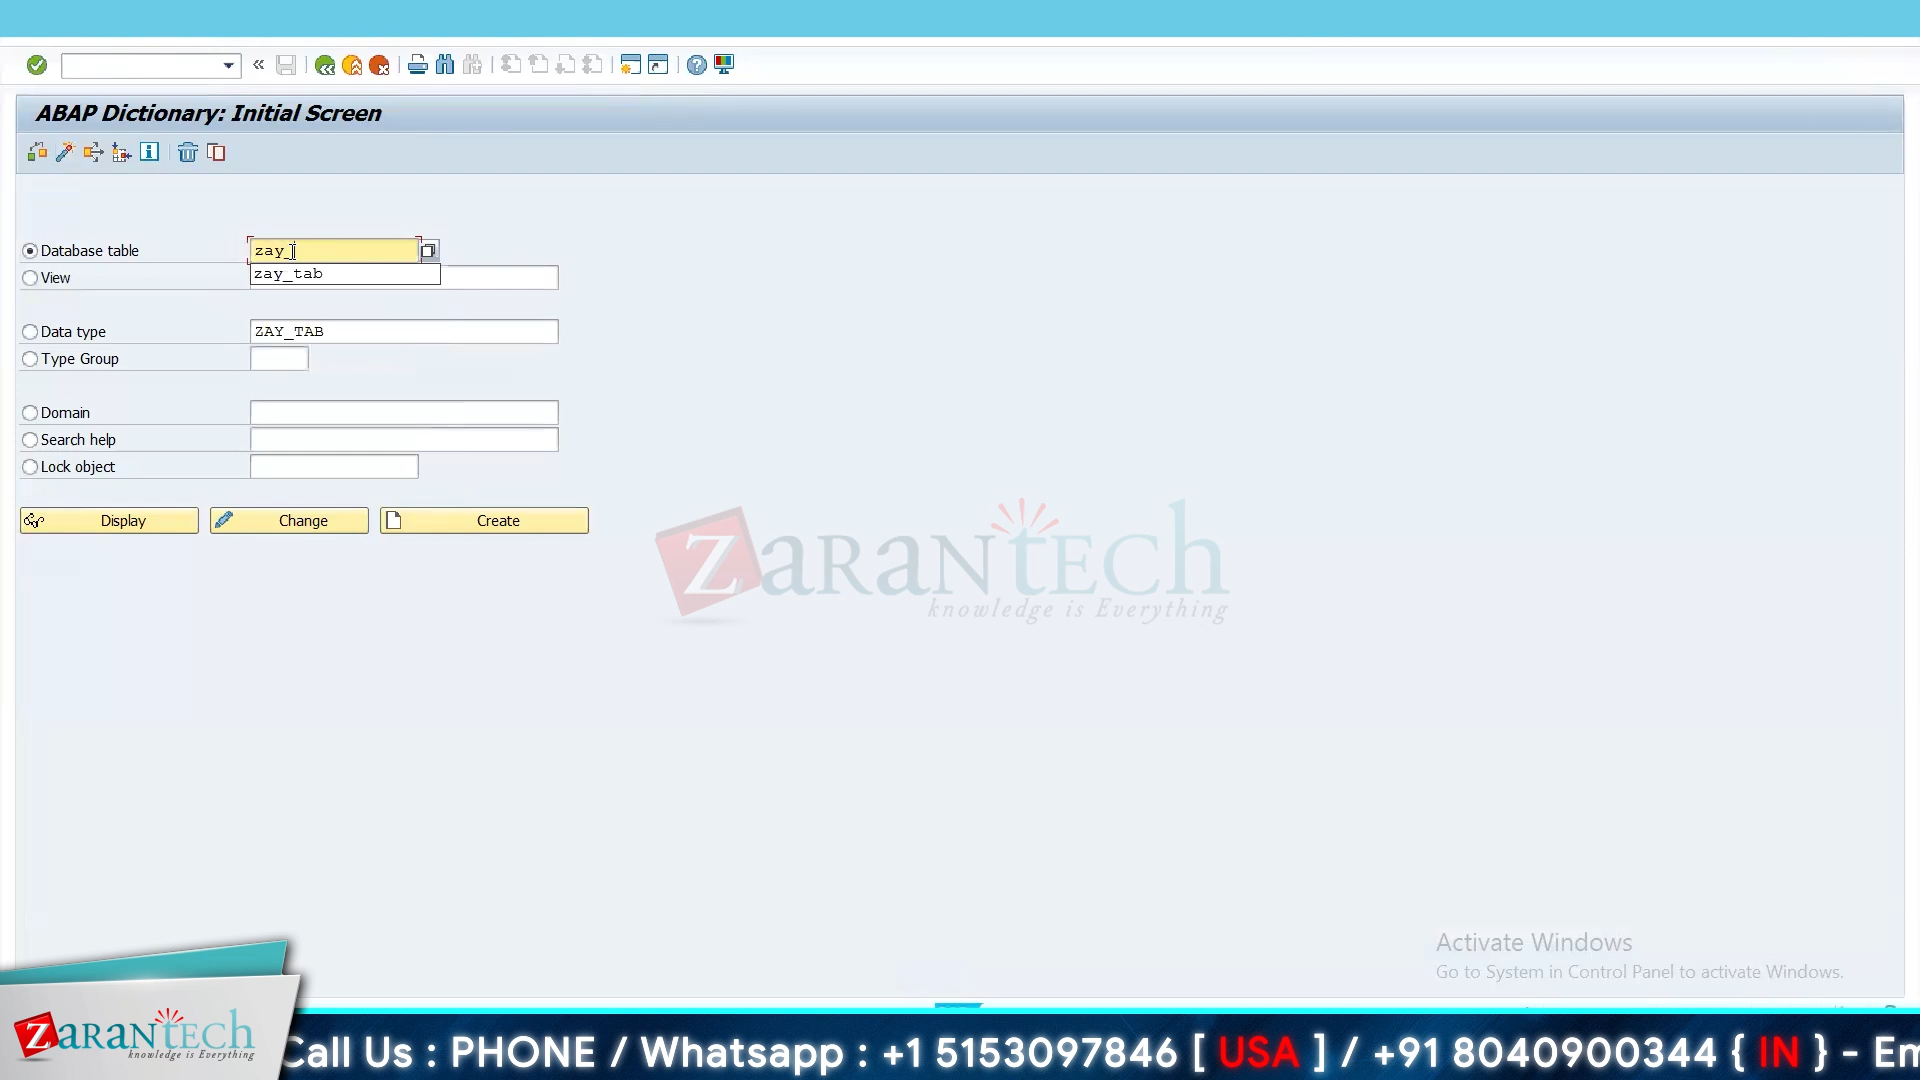 ABAP Dictionary: Initial Screen
Database table
zay_
zay_tab
View
Data type
ZAY_TAB
Type Group
Domain
Search help
Lock object
Display
Change
Create
ZARANTECH
knowledge is Everything
Activate Windows
Go to System in Control Panel to activate Windows.
ZARANTECH
knowledge is Everything
Call Us : PHONE / Whatsapp : +1 5153097846 [ USA ] / +91 8040900344 { IN } - Em